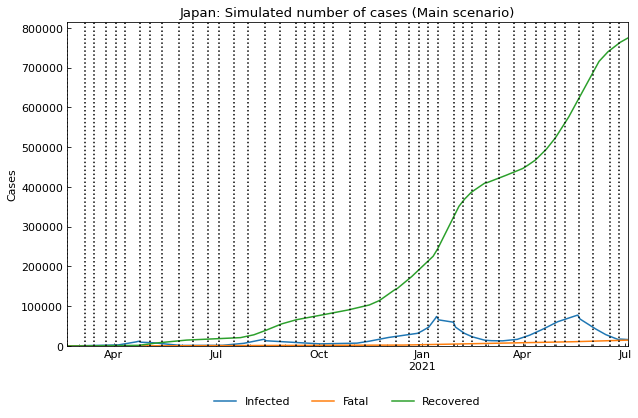 Japan: Simulated number of cases (Main scenario)
800000
700000
600000
500000
400000
300000
200000
100000
0
Cases
Apr Jul Oct Jan Apr Jul
2021
Infected Fatal Recovered